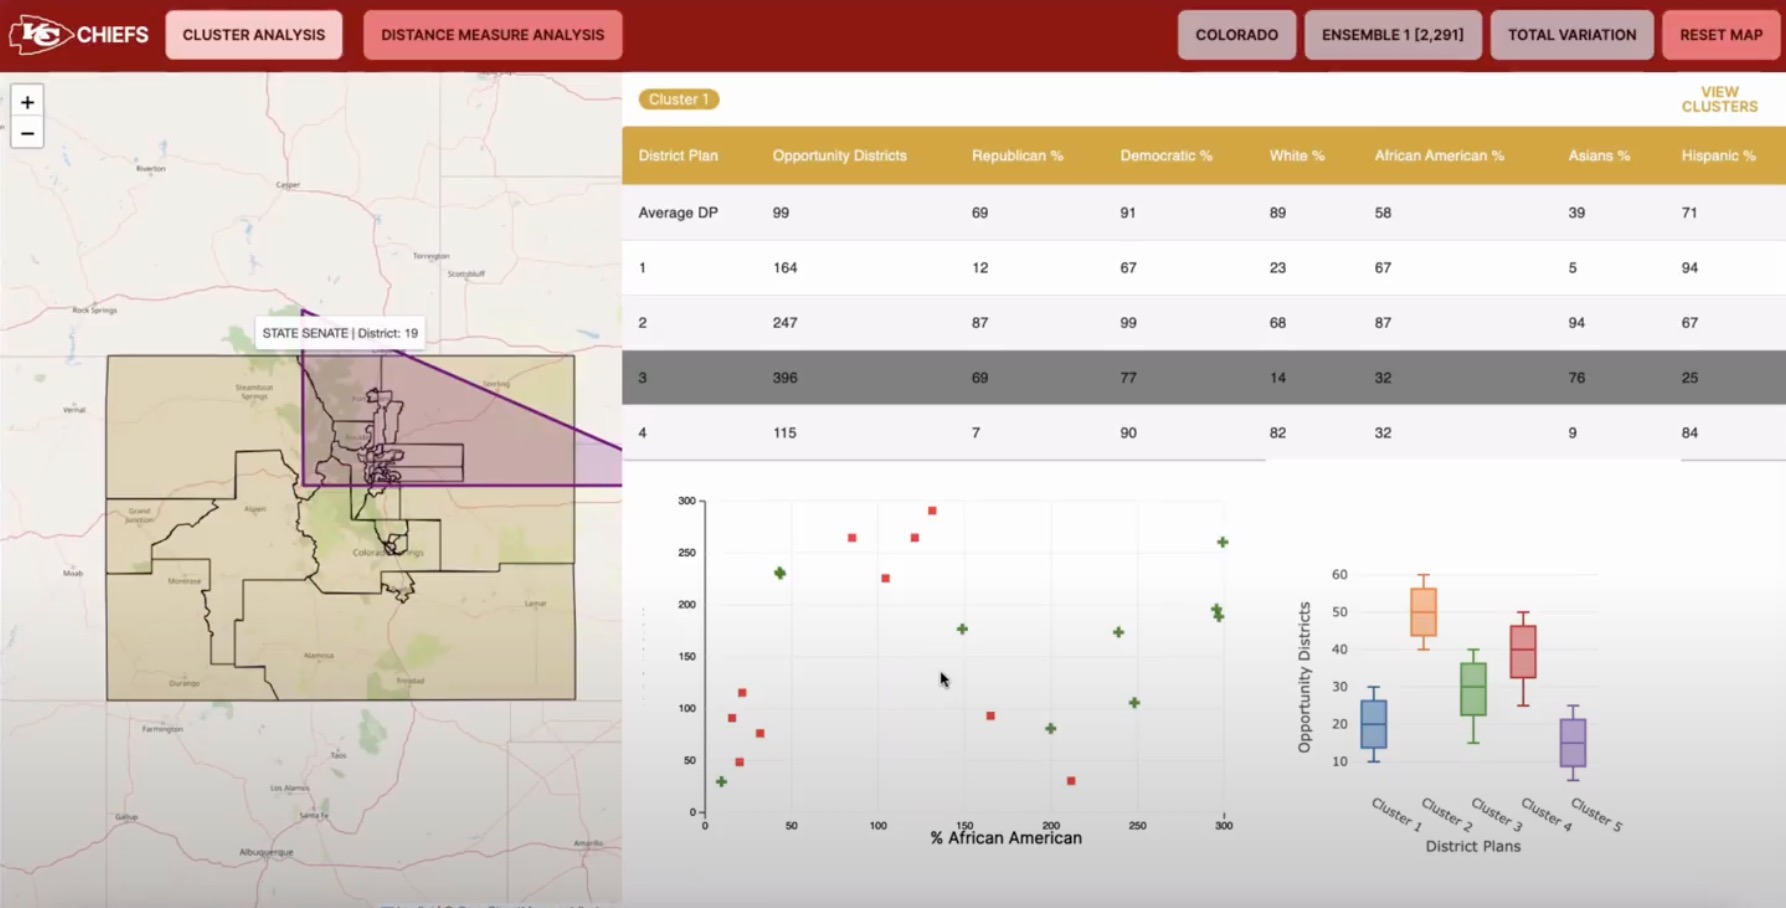 KC CHIEFS
CLUSTER ANALYSIS
DISTANCE MEASURE ANALYSIS
COLORADO
ENSEMBLE 1 [2,291]
TOTAL VARIATION
RESET MAP
+
−
Riverton
Casper
Torrington
Scottsbluff
Rock Springs
STATE SENATE | District: 19
Steamboat
Springs
Sterling
Vernal
Boulder
Grand
Junction
Aspen
Colorado Springs
Moab
Montrose
Lamar
Alamosa
Durango
Trinidad
Farmington
Taos
Los Alamos
Santa Fe
Gallup
Albuquerque
Amarillo
Cluster 1
VIEW
CLUSTERS
District Plan Opportunity Districts Republican % Democratic % White % African American % Asians % Hispanic %
Average DP 99 69 91 89 58 39 71
1 164 12 67 23 67 5 94
2 247 87 99 68 87 94 67
3 396 69 77 14 32 76 25
4 115 7 90 82 32 9 84
300
250
200
150
100
50
0
0 50 100 150 200 250 300
% African American
60
50
40
30
20
10
Opportunity Districts
Cluster 1 Cluster 2 Cluster 3 Cluster 4 Cluster 5
District Plans